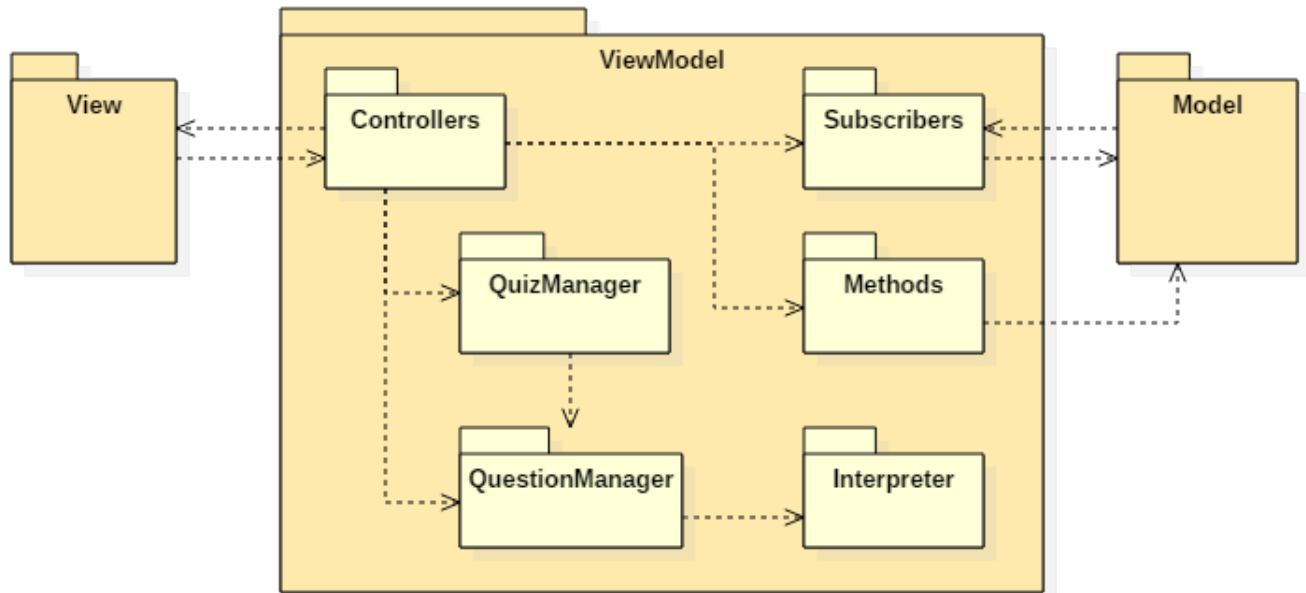 ViewModel
View
Controllers
Subscribers
Model
QuizManager
Methods
QuestionManager
Interpreter